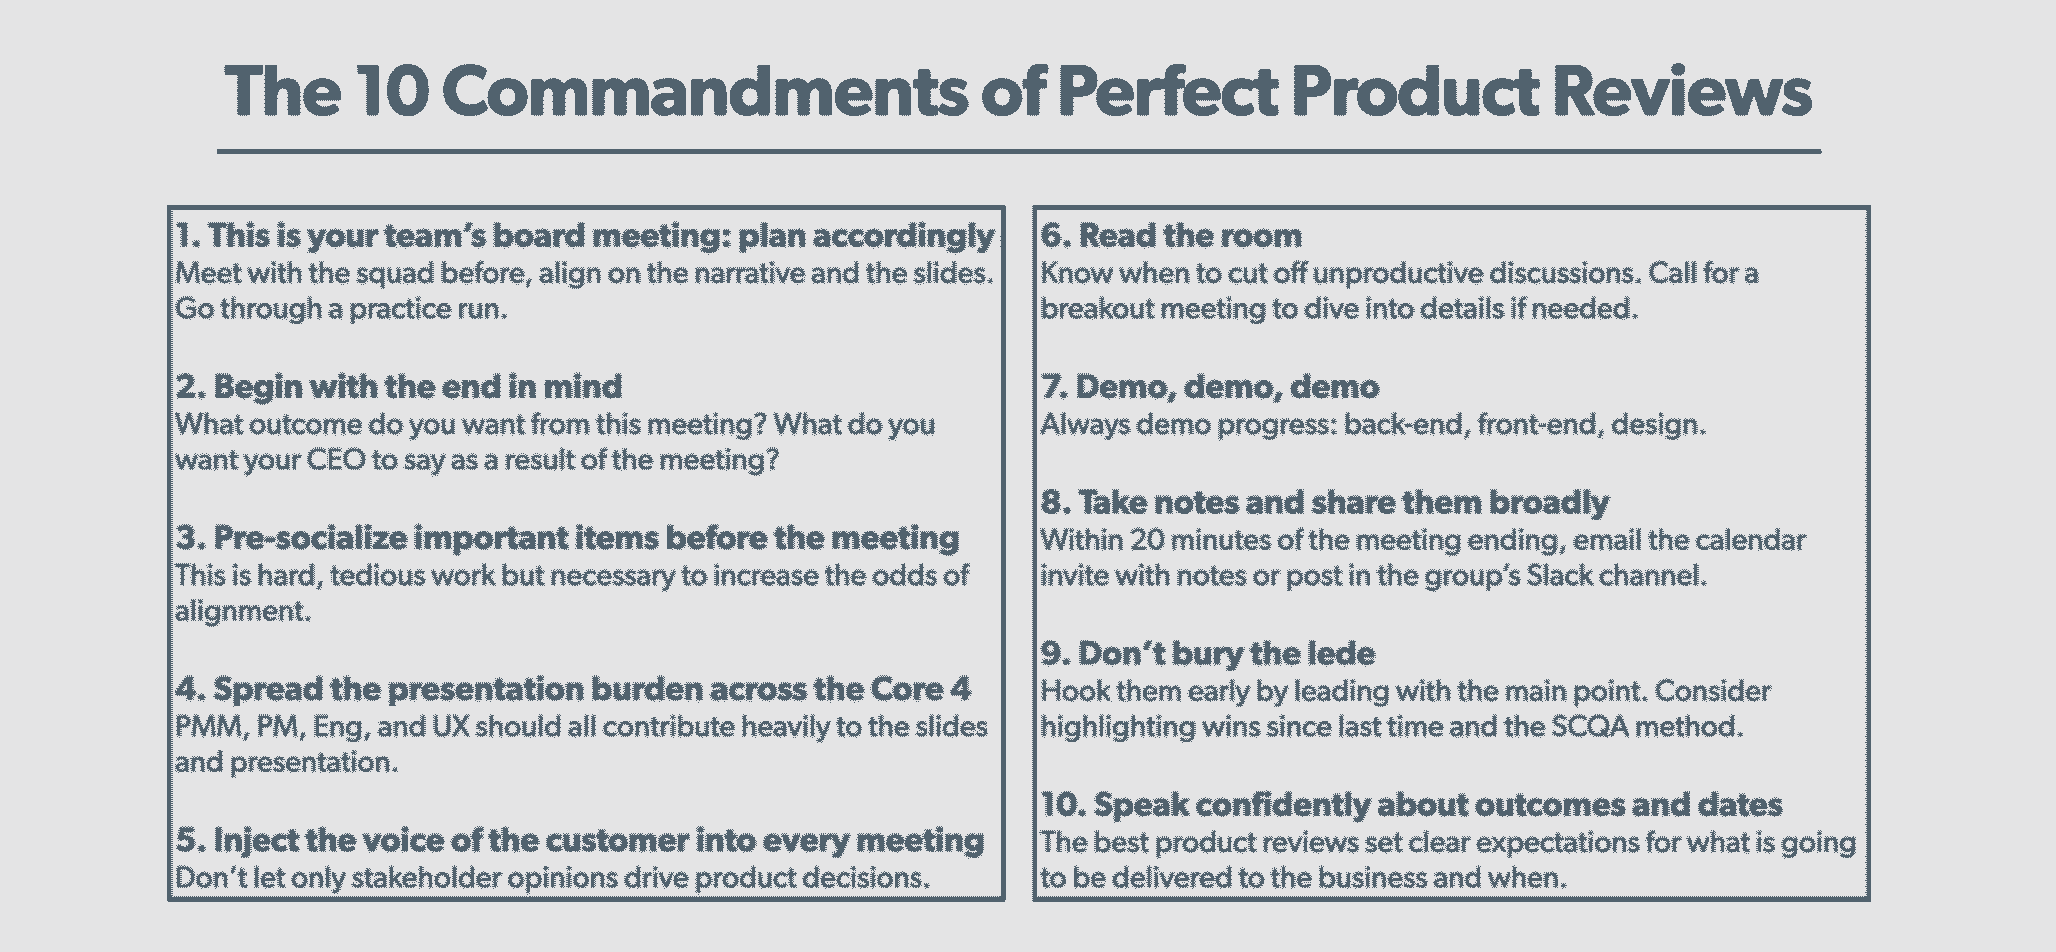 The 10 Commandments of Perfect Product Reviews
1. This is your team's board meeting: plan accordingly
Meet with the squad before, align on the narrative and the slides.
Go through a practice run.
2. Begin with the end in mind
What outcome do you want from this meeting? What do you
want your CEO to say as a result of the meeting?
3. Pre-socialize important items before the meeting
This is hard, tedious work but necessary to increase the odds of
alignment.
4. Spread the presentation burden across the Core 4
PMM, PM, Eng, and UX should all contribute heavily to the slides
and presentation.
5. Inject the voice of the customer into every meeting
Don't let only stakeholder opinions drive product decisions.
6. Read the room
Know when to cut off unproductive discussions. Call for a
breakout meeting to dive into details if needed.
7. Demo, demo, demo
Always demo progress: back-end, front-end, design.
8. Take notes and share them broadly
Within 20 minutes of the meeting ending, email the calendar
invite with notes or post in the group's Slack channel.
9. Don't bury the lede
Hook them early by leading with the main point. Consider
highlighting wins since last time and the SCQA method.
10. Speak confidently about outcomes and dates
The best product reviews set clear expectations for what is going
to be delivered to the business and when.